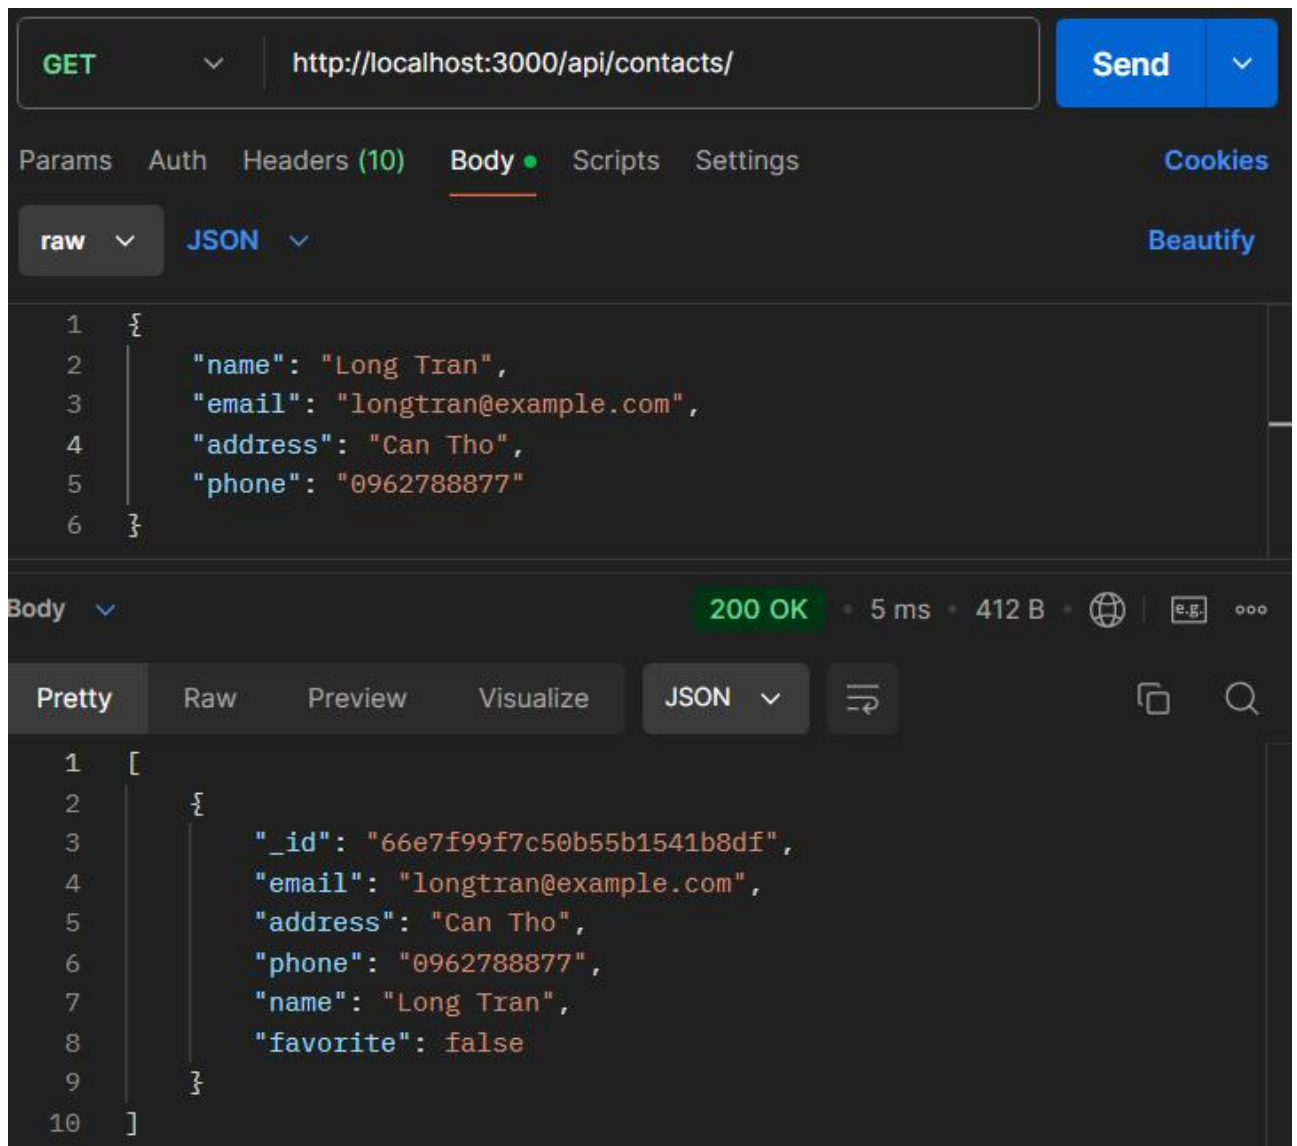 GET http://localhost:3000/api/contacts/ Send
Params Auth Headers (10) Body Scripts Settings Cookies
raw JSON Beautify
1 {
2 "name": "Long Tran",
3 "email": "longtran@example.com",
4 "address": "Can Tho",
5 "phone": "0962788877"
6 }
Body 200 OK 5 ms 412 B e.g.
Pretty Raw Preview Visualize JSON
1 [
2 {
3 "_id": "66e7f99f7c50b55b1541b8df",
4 "email": "longtran@example.com",
5 "address": "Can Tho",
6 "phone": "0962788877",
7 "name": "Long Tran",
8 "favorite": false
9 }
10 ]